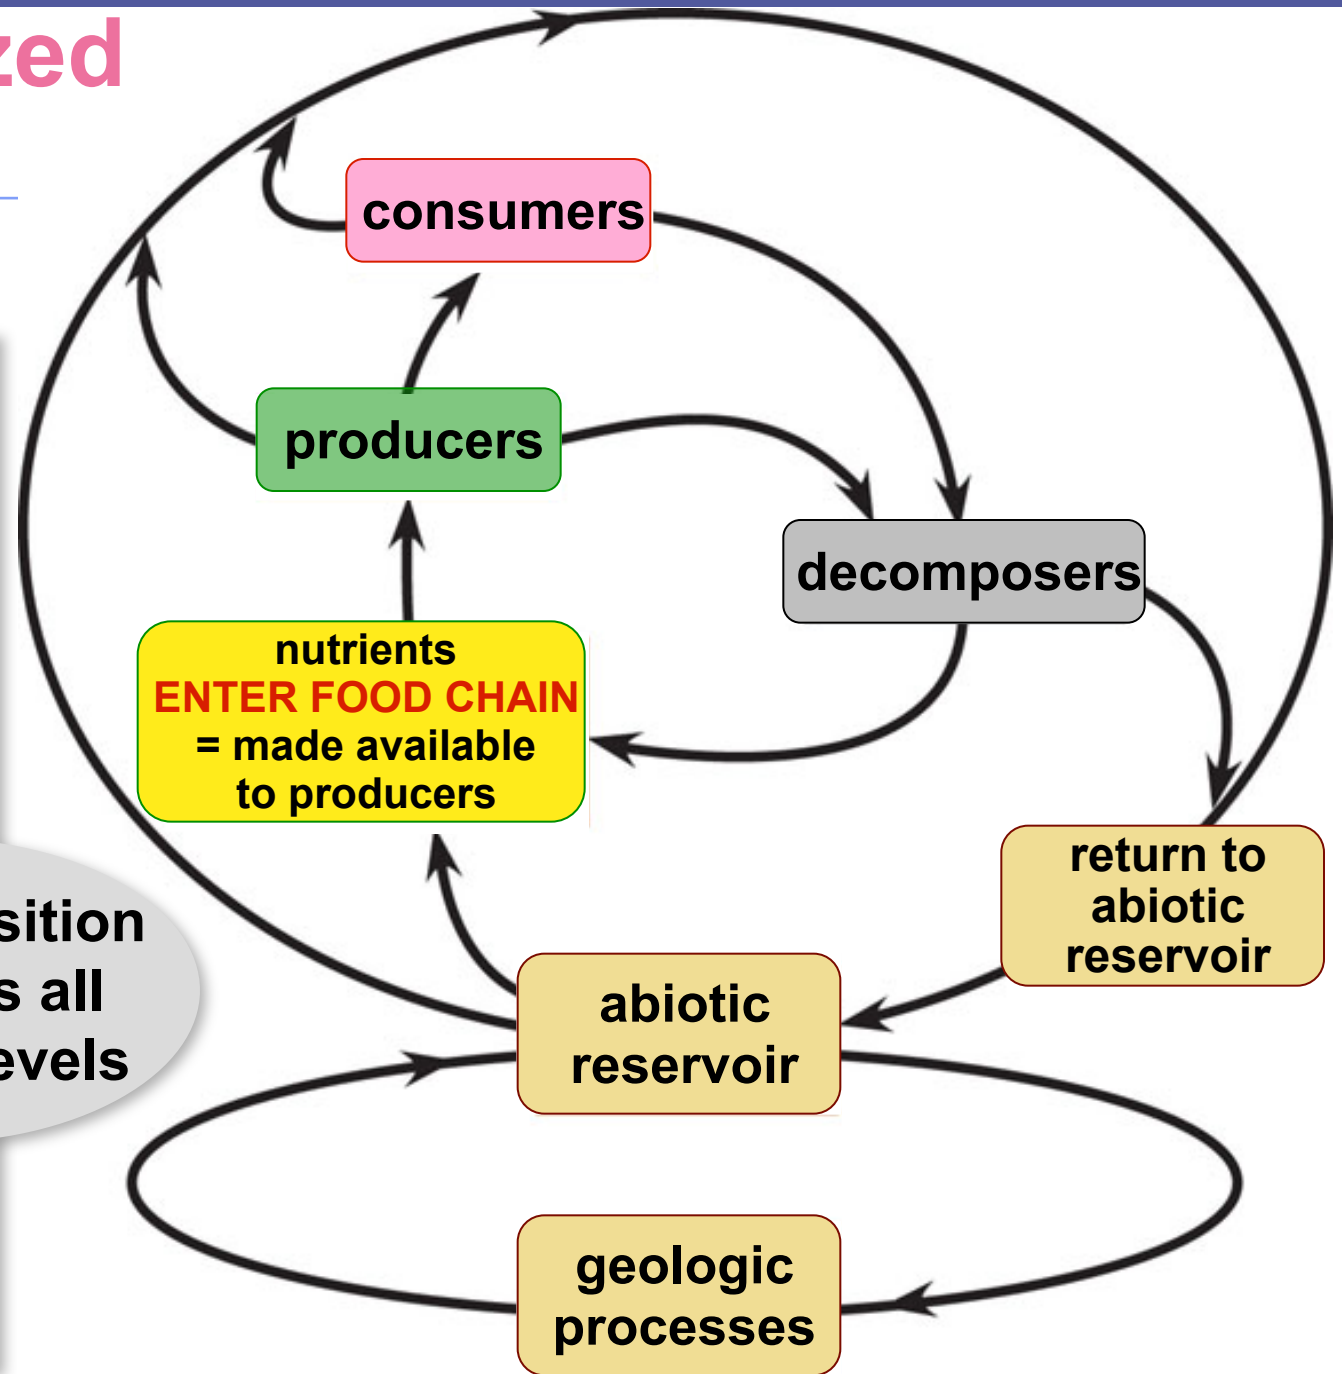 zed
consumers
producers
decomposers
nutrients
ENTER FOOD CHAIN
= made available
to producers
return to
abiotic
reservoir
sition
s all
evels
abiotic
reservoir
geologic
processes